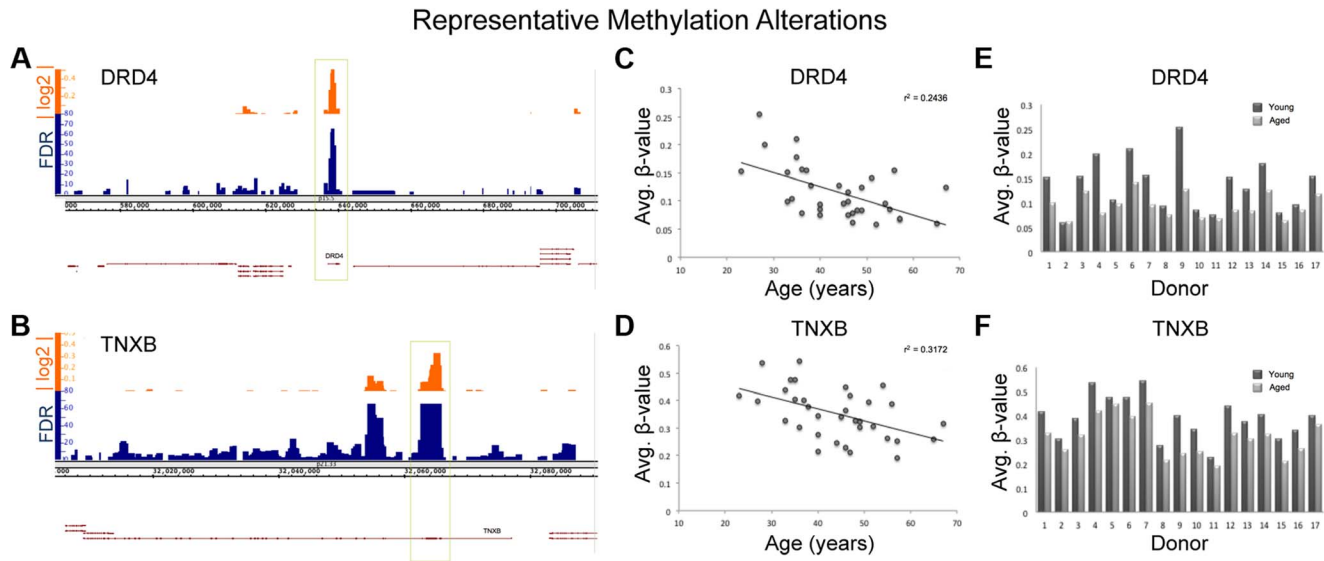 Representative Methylation Alterations
A
DRD4
| log2 |
0.4
0.2
FDR
80
70
60
50
40
30
20
10
0
p15.5
000 580,000 600,000 620,000 640,000 660,000 680,000 700,000
DRD4
B
TNXB
| log2 |
0.4
0.3
0.2
0.1
FDR
80
60
40
20
0
p21.33
000 32,020,000 32,040,000 32,060,000 32,080,000
TNXB
C
DRD4
r² = 0.2436
Avg. β-value
0.3
0.25
0.2
0.15
0.1
0.05
0
10 20 30 40 50 60 70
Age (years)
D
TNXB
r² = 0.3172
Avg. β-value
0.6
0.5
0.4
0.3
0.2
0.1
0
10 20 30 40 50 60 70
Age (years)
E
DRD4
Young
Aged
Avg. β-value
0.3
0.25
0.2
0.15
0.1
0.05
0
1 2 3 4 5 6 7 8 9 10 11 12 13 14 15 16 17
Donor
F
TNXB
Young
Aged
Avg. β-value
0.6
0.5
0.4
0.3
0.2
0.1
0
1 2 3 4 5 6 7 8 9 10 11 12 13 14 15 16 17
Donor